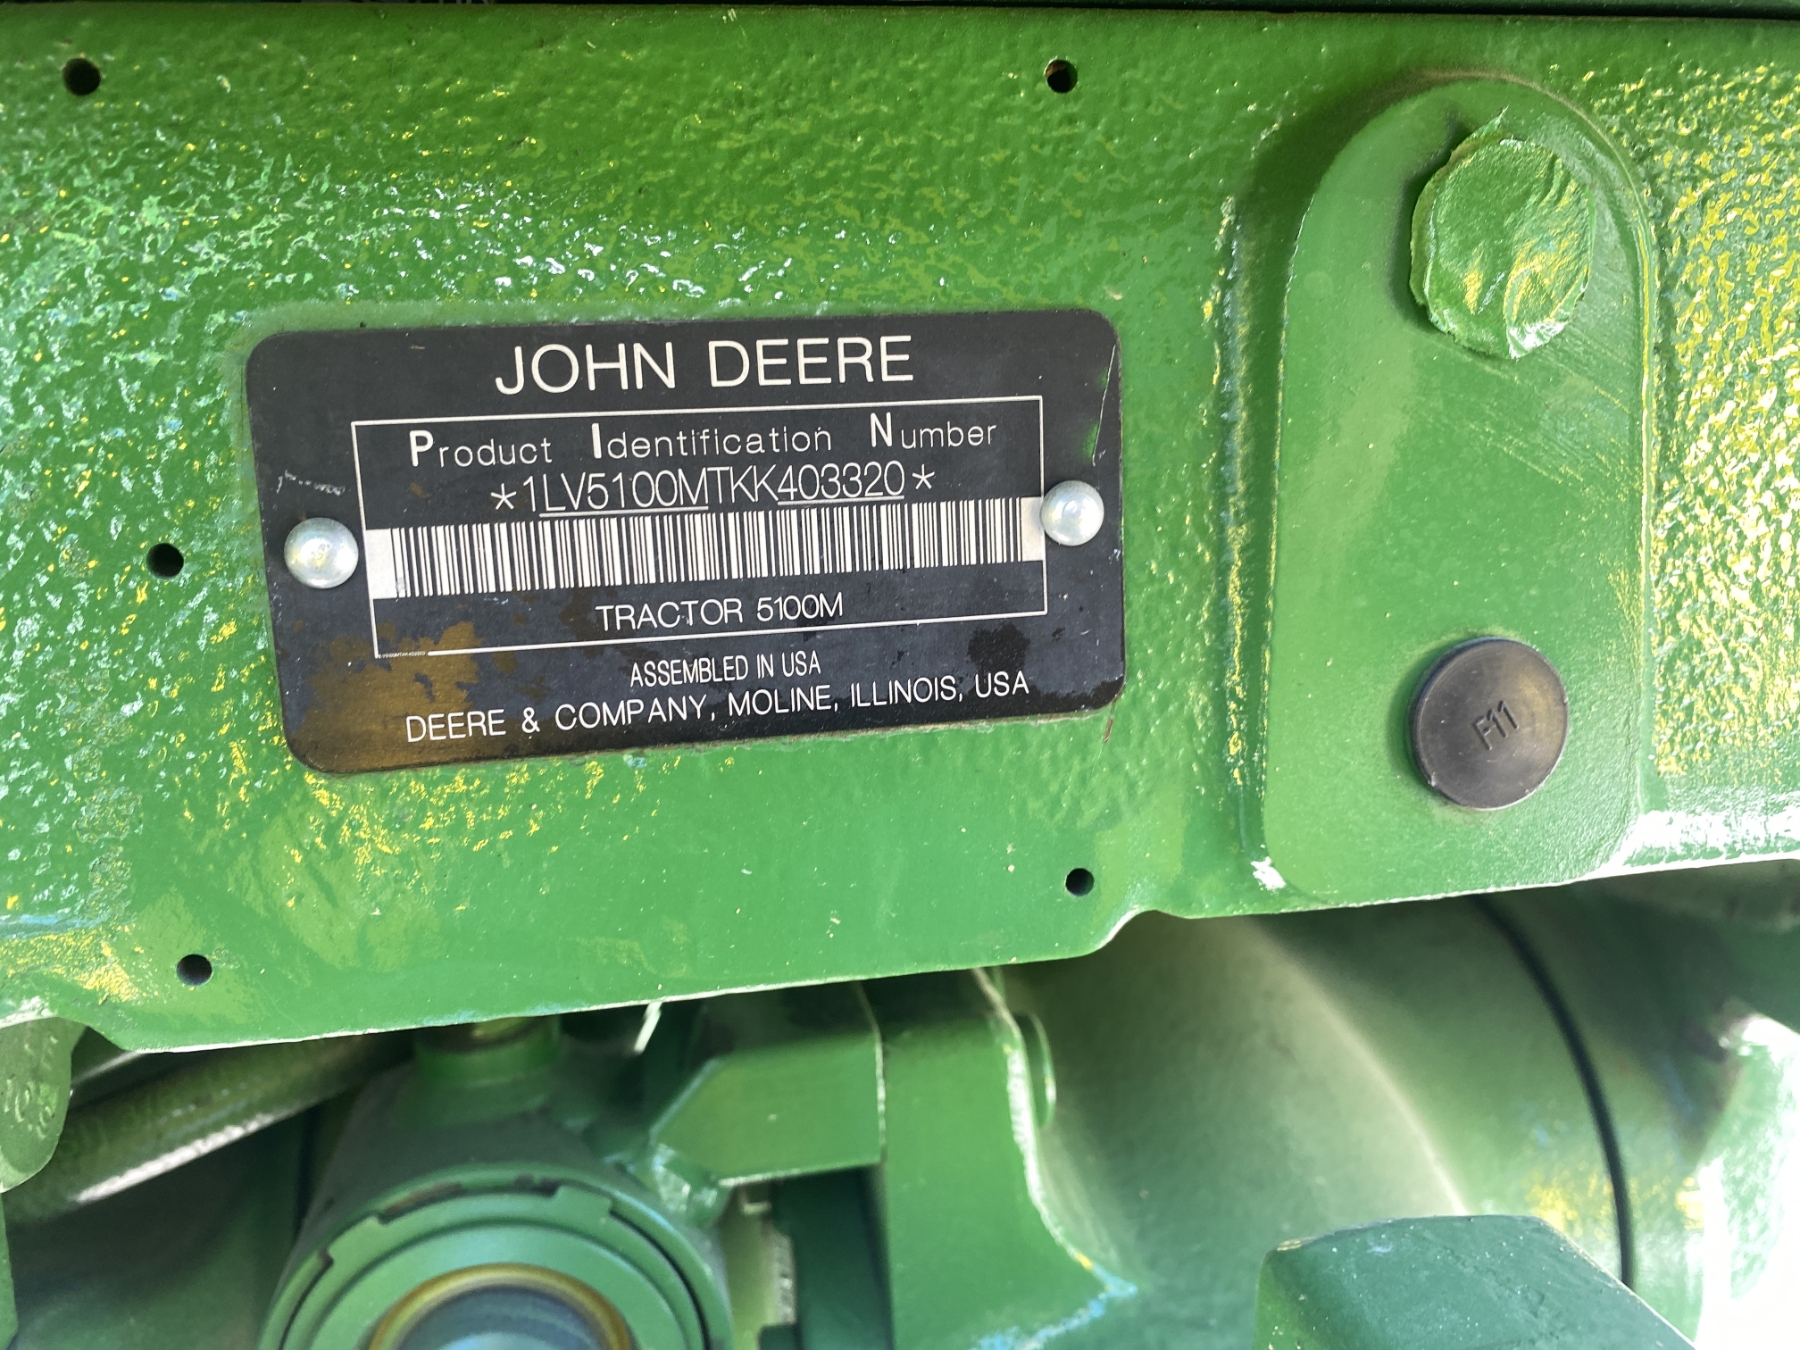 JOHN DEERE
Product Identification Number
*1LV5100MTKK403320*
TRACTOR 5100M
ASSEMBLED IN USA
DEERE & COMPANY, MOLINE, ILLINOIS, USA
F11